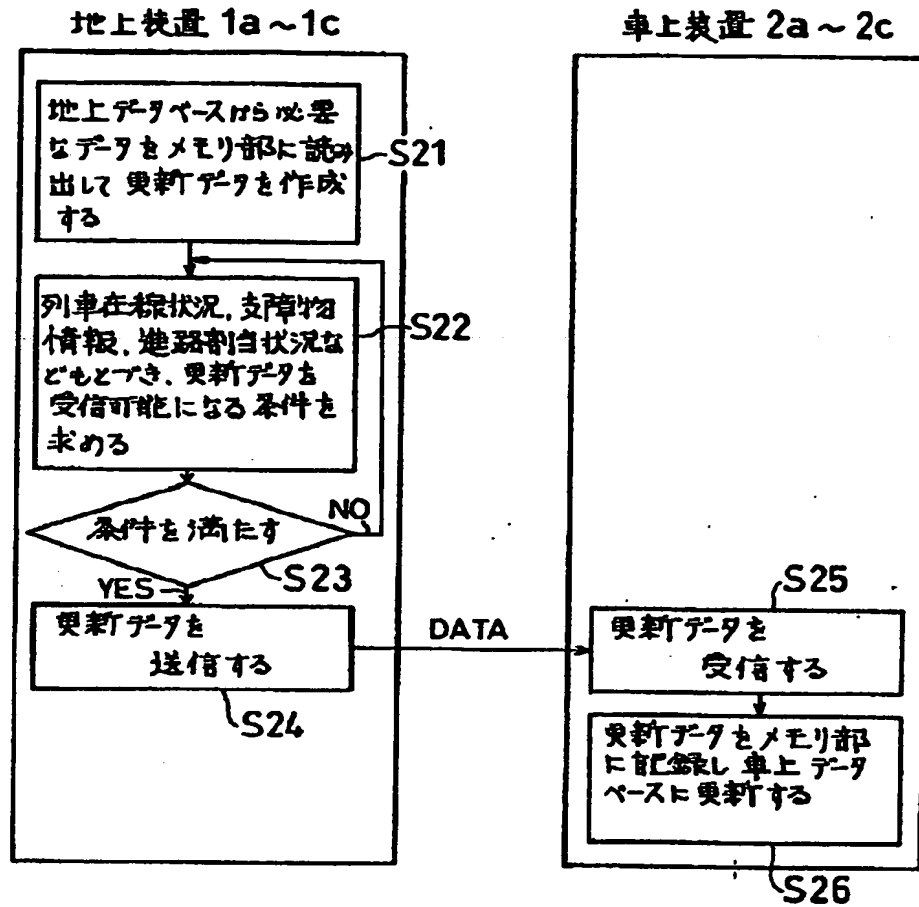 地上装置 1a～1c
地上データベースから必要
なデータをメモリ部に読み
出して 更新データを作成
する
S21
列車在線状況, 支障物
情報, 進路割当状況な
どもとづき, 更新データを
受信可能になる条件を
求める
S22
条件を満たす
NO
S23
YES
更新データを
送信する
S24
DATA
車上装置 2a～2c
S25
更新データを
受信する
更新データをメモリ部
に記録し 車上データ
ベースに更新する
S26